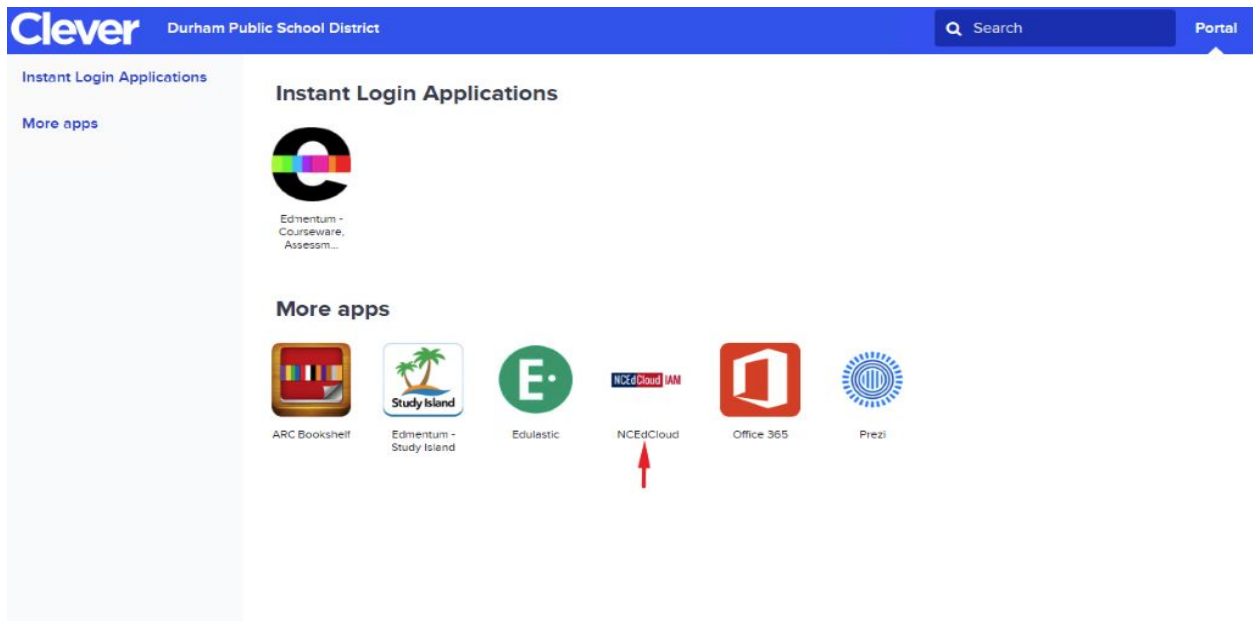 Clever Durham Public School District Search Portal
Instant Login Applications
More apps
Instant Login Applications
Edmentum -
Courseware,
Assessm...
More apps
Study Island
E·
NCEdCloud IAM
ARC Bookshelf
Edmentum -
Study Island
Edulastic
NCEdCloud
Office 365
Prezi